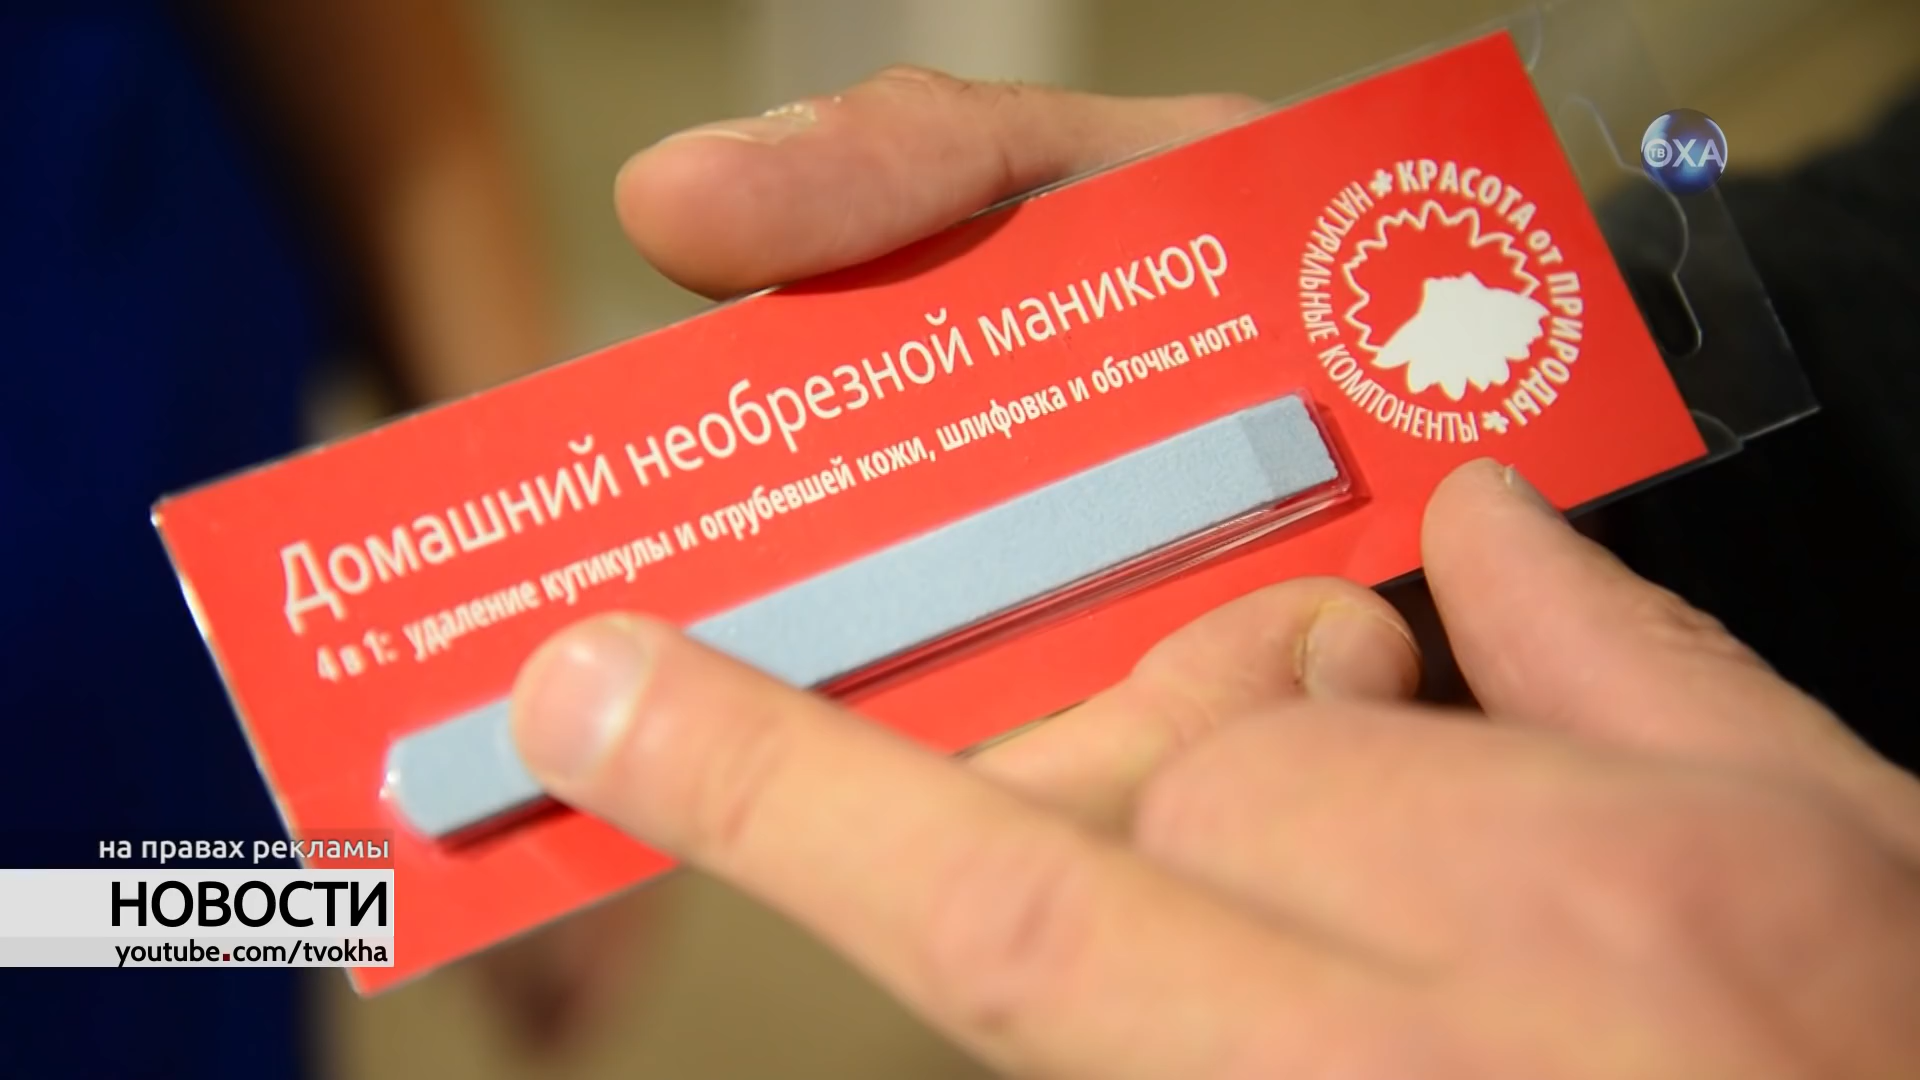 Домашний необрезной маникюр
4 в 1: удаление кутикулы и огрубевшей кожи, шлифовка и обточка ногтя
* КРАСОТА от ПРИРОДЫ * НАТУРАЛЬНЫЕ КОМПОНЕНТЫ
ТВ ОХА
на правах рекламы
НОВОСТИ
youtube.com/tvokha